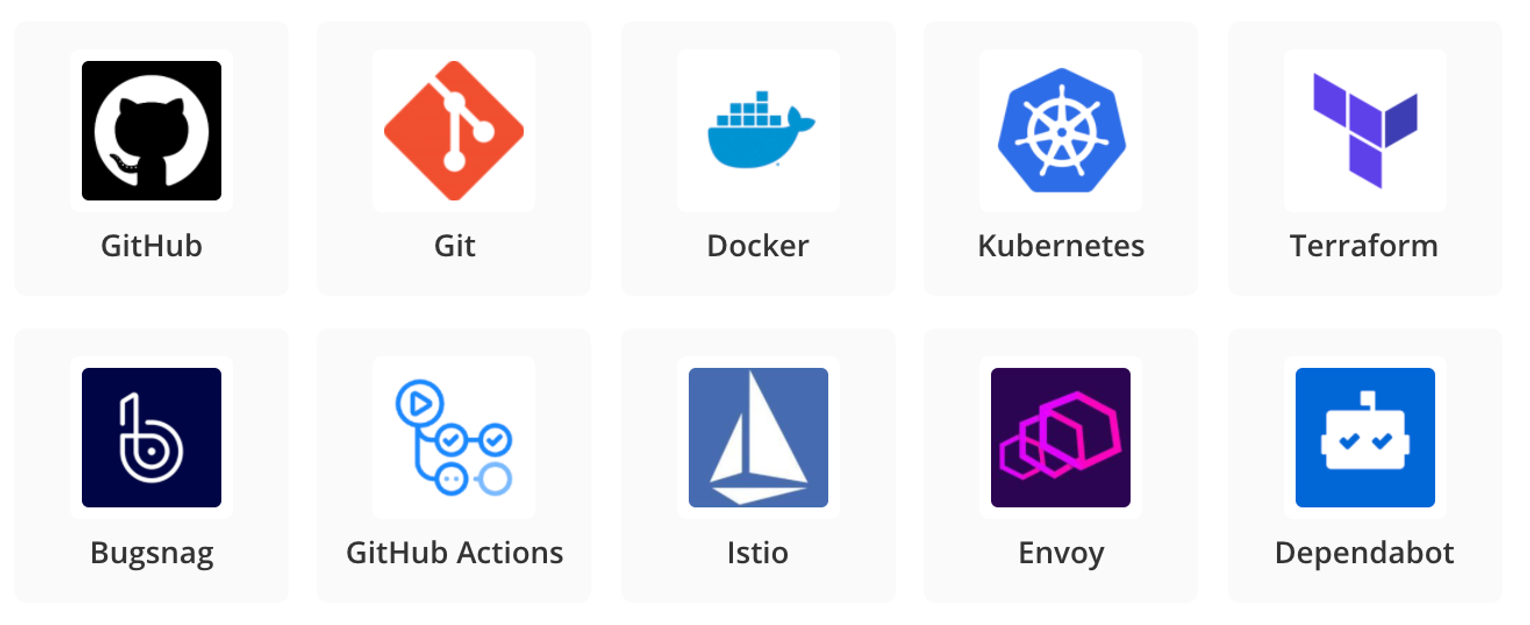 GitHub
Git
Docker
Kubernetes
Terraform
Bugsnag
GitHub Actions
Istio
Envoy
Dependabot